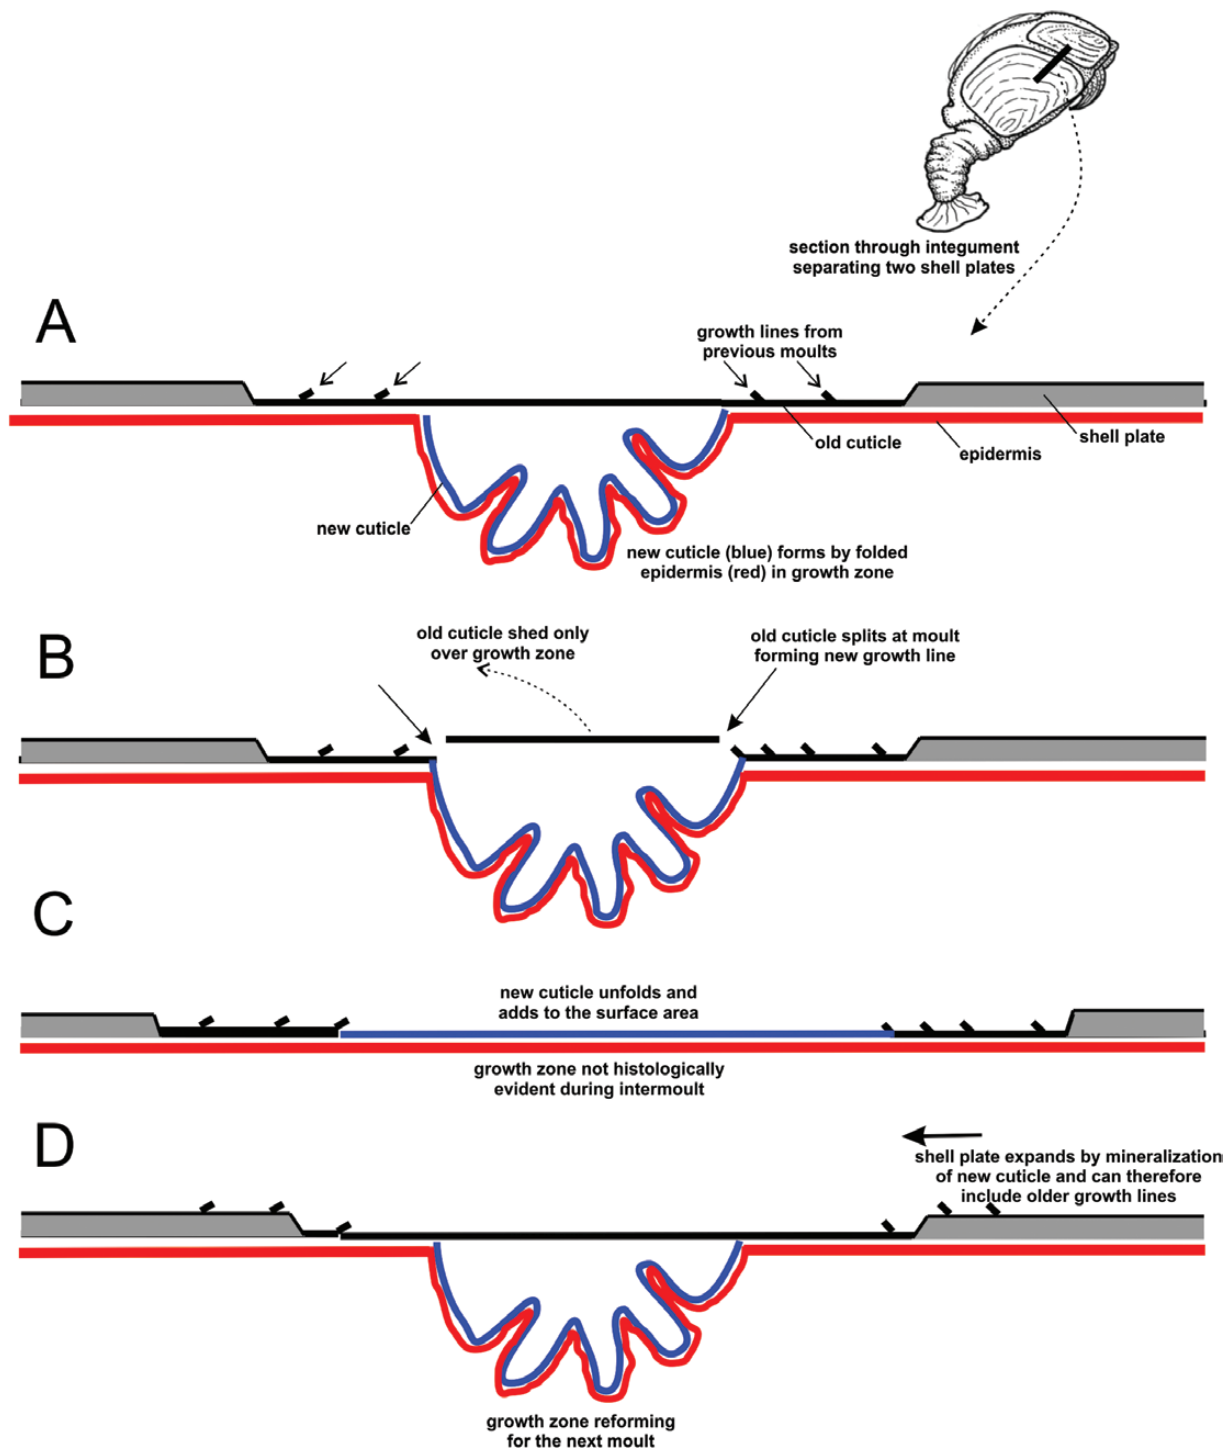 section through integument
separating two shell plates
A
growth lines from
previous moults
old cuticle
epidermis
shell plate
new cuticle
new cuticle (blue) forms by folded
epidermis (red) in growth zone
B
old cuticle shed only
over growth zone
old cuticle splits at moult
forming new growth line
C
new cuticle unfolds and
adds to the surface area
growth zone not histologically
evident during intermoult
D
shell plate expands by mineralization
of new cuticle and can therefore
include older growth lines
growth zone reforming
for the next moult